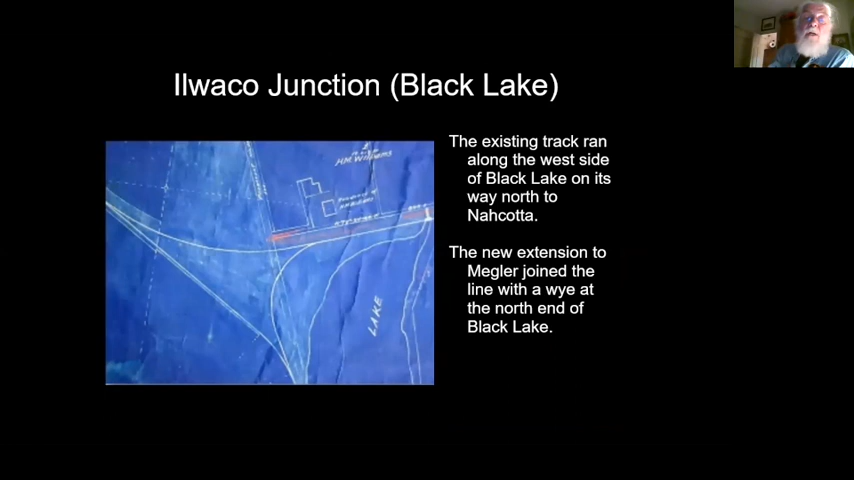 Ilwaco Junction (Black Lake)
The existing track ran
along the west side
of Black Lake on its
way north to
Nahcotta.
The new extension to
Megler joined the
line with a wye at
the north end of
Black Lake.
LAKE